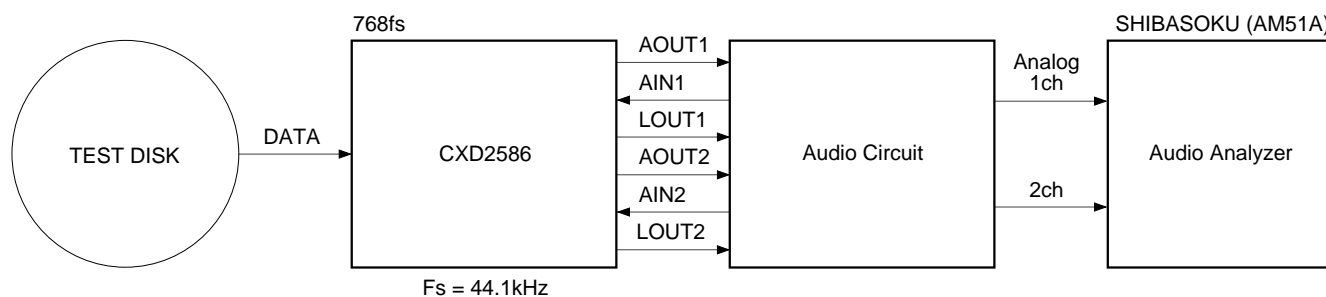 768fs
SHIBASOKU (AM51A)
TEST DISK
DATA
CXD2586
AOUT1
AIN1
LOUT1
AOUT2
AIN2
LOUT2
Audio Circuit
Analog
1ch
2ch
Audio Analyzer
Fs = 44.1kHz